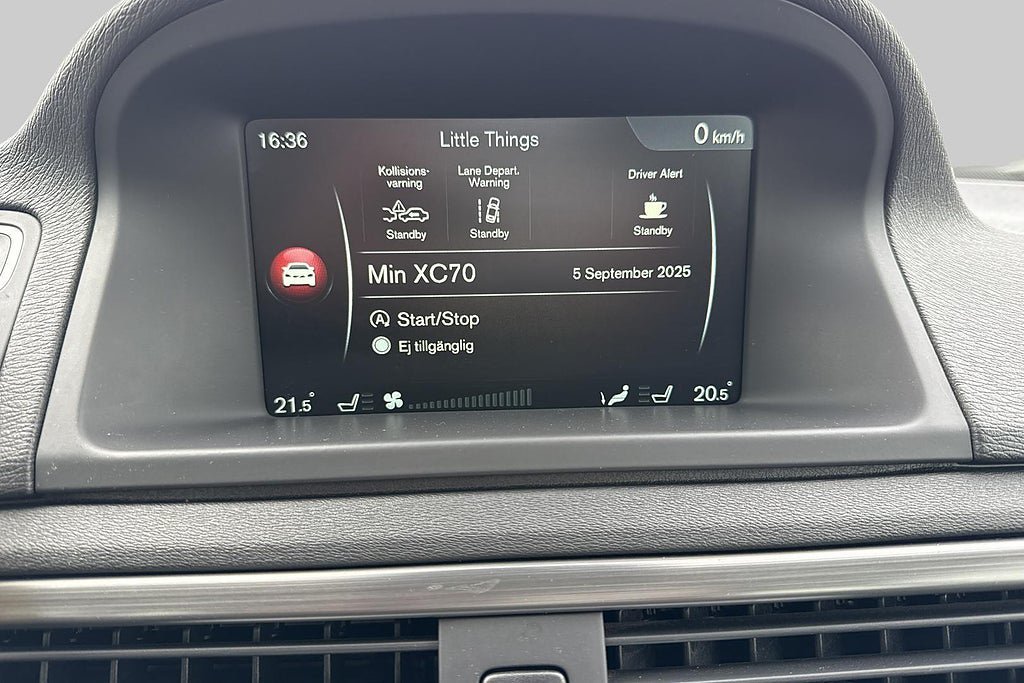 16:36
Little Things
0 km/h
Kollisions-
varning
Lane Depart.
Warning
Driver Alert
Standby
Standby
Standby
Min XC70
5 September 2025
A Start/Stop
Ej tillgänglig
21.5°
20.5°